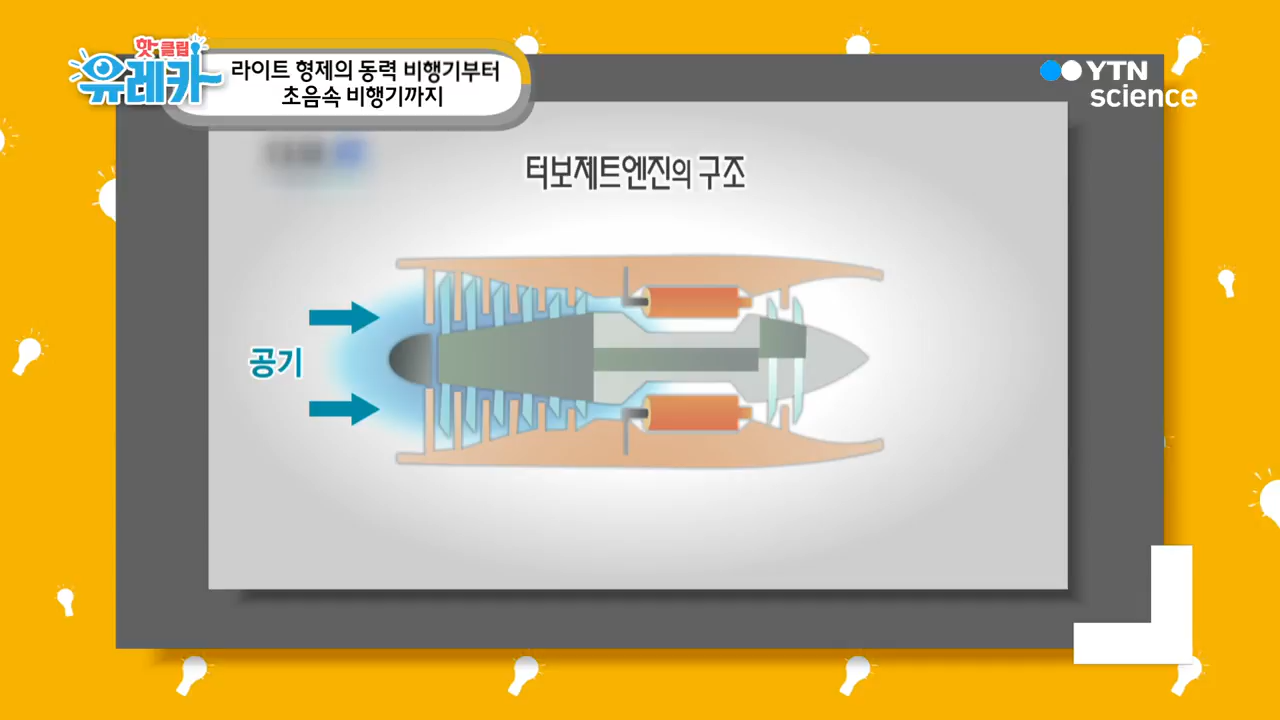 핫클립
유레카
라이트 형제의 동력 비행기부터
초음속 비행기까지
YTN
science
터보제트엔진의 구조
공기